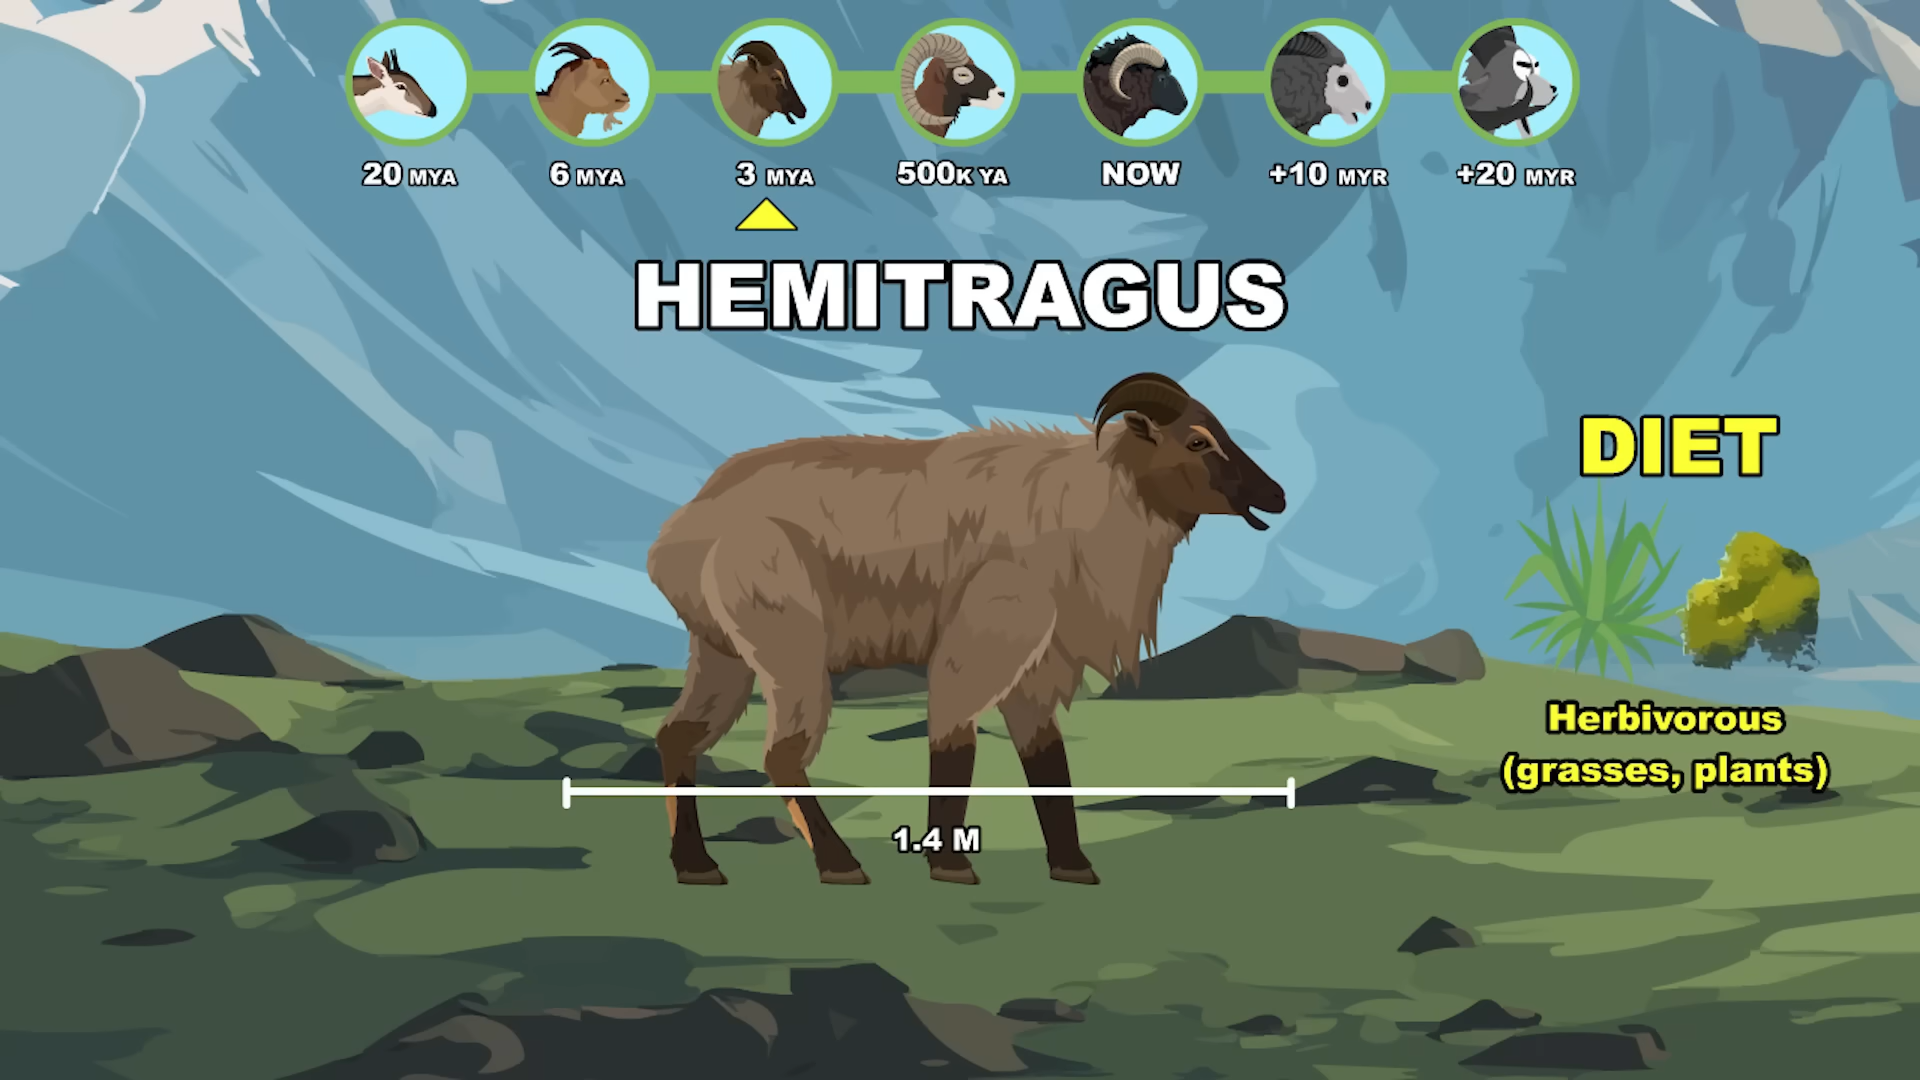 20 MYA
6 MYA
3 MYA
500K YA
NOW
+10 MYR
+20 MYR
HEMITRAGUS
DIET
Herbivorous
(grasses, plants)
1.4 M